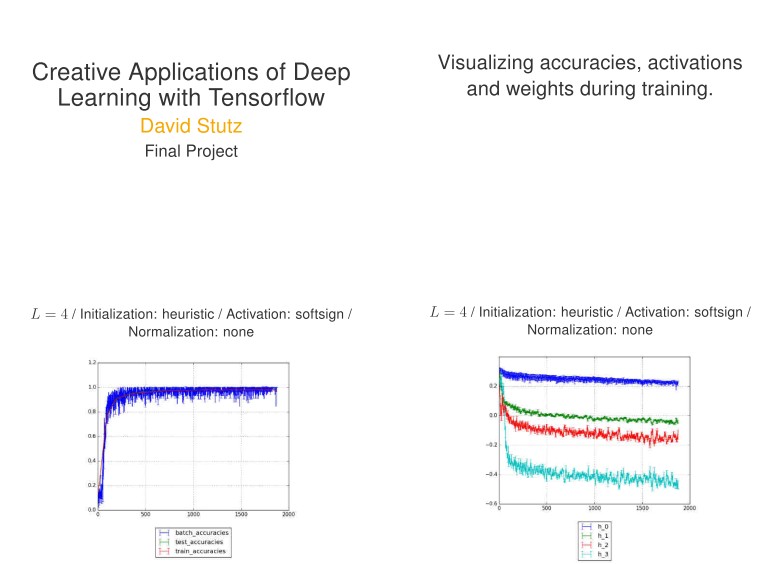 Creative Applications of Deep
Learning with Tensorflow
David Stutz
Final Project
Visualizing accuracies, activations
and weights during training.
L = 4 / Initialization: heuristic / Activation: softsign /
Normalization: none
1.2
1.0
0.8
0.6
0.4
0.2
0.0
0
500
1000
1500
2000
batch_accuracies
test_accuracies
train_accuracies
L = 4 / Initialization: heuristic / Activation: softsign /
Normalization: none
0.2
0.0
−0.2
−0.4
−0.6
0
500
1000
1500
2000
h_0
h_1
h_2
h_3